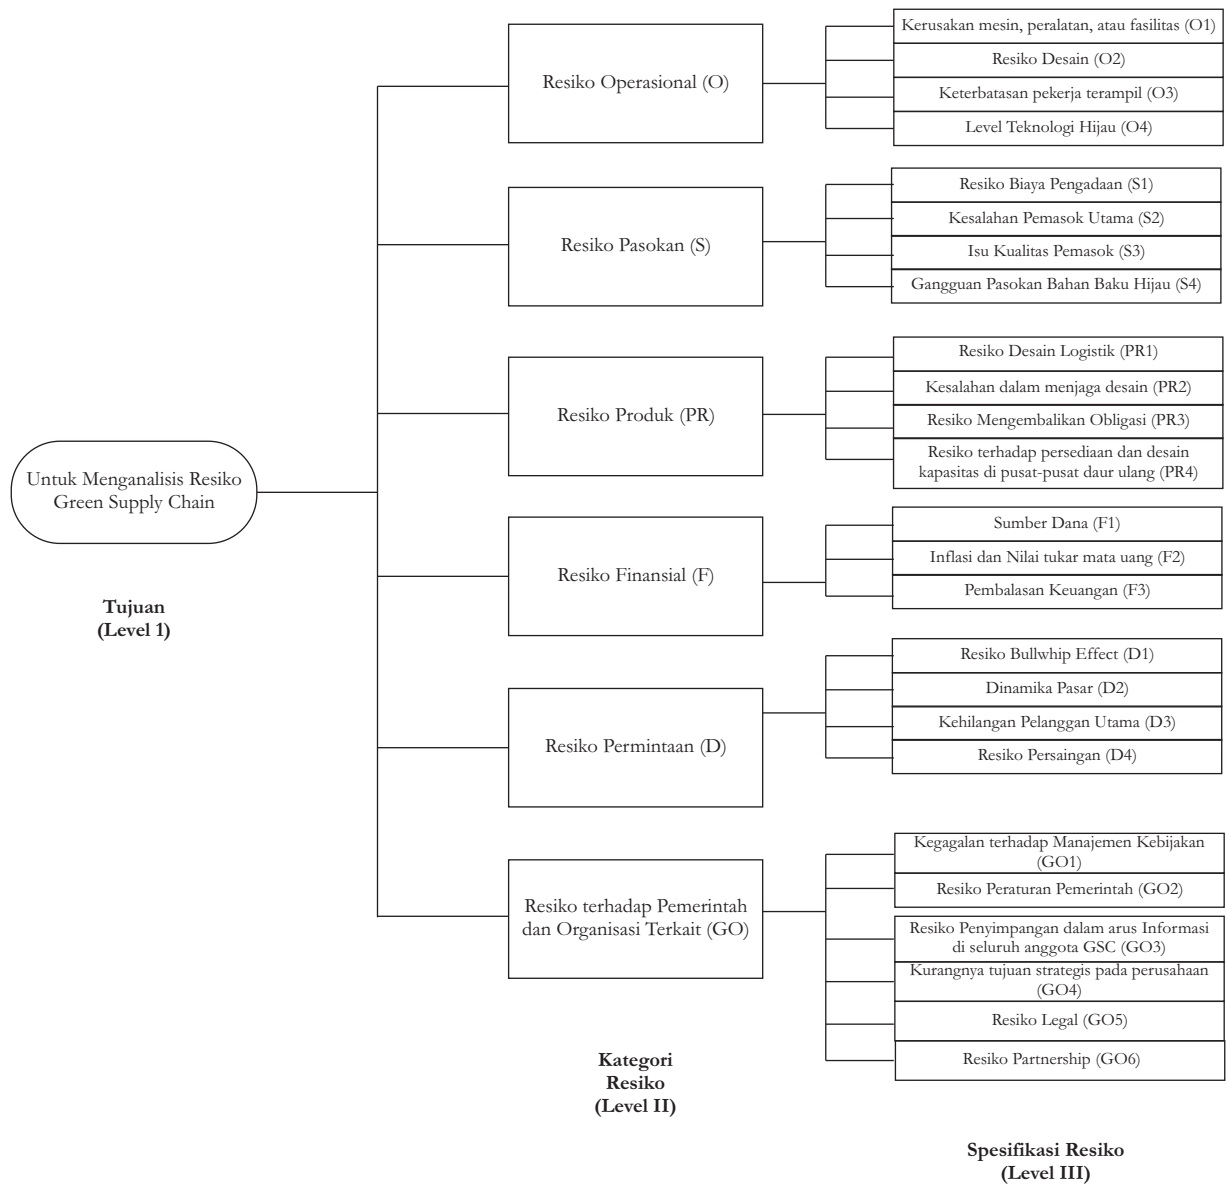 Untuk Menganalisis Resiko
Green Supply Chain
Tujuan
(Level 1)
Resiko Operasional (O)
Resiko Pasokan (S)
Resiko Produk (PR)
Resiko Finansial (F)
Resiko Permintaan (D)
Resiko terhadap Pemerintah
dan Organisasi Terkait (GO)
Kategori
Resiko
(Level II)
Kerusakan mesin, peralatan, atau fasilitas (O1)
Resiko Desain (O2)
Keterbatasan pekerja terampil (O3)
Level Teknologi Hijau (O4)
Resiko Biaya Pengadaan (S1)
Kesalahan Pemasok Utama (S2)
Isu Kualitas Pemasok (S3)
Gangguan Pasokan Bahan Baku Hijau (S4)
Resiko Desain Logistik (PR1)
Kesalahan dalam menjaga desain (PR2)
Resiko Mengembalikan Obligasi (PR3)
Resiko terhadap persediaan dan desain
kapasitas di pusat-pusat daur ulang (PR4)
Sumber Dana (F1)
Inflasi dan Nilai tukar mata uang (F2)
Pembalasan Keuangan (F3)
Resiko Bullwhip Effect (D1)
Dinamika Pasar (D2)
Kehilangan Pelanggan Utama (D3)
Resiko Persaingan (D4)
Kegagalan terhadap Manajemen Kebijakan
(GO1)
Resiko Peraturan Pemerintah (GO2)
Resiko Penyimpangan dalam arus Informasi
di seluruh anggota GSC (GO3)
Kurangnya tujuan strategis pada perusahaan
(GO4)
Resiko Legal (GO5)
Resiko Partnership (GO6)
Spesifikasi Resiko
(Level III)